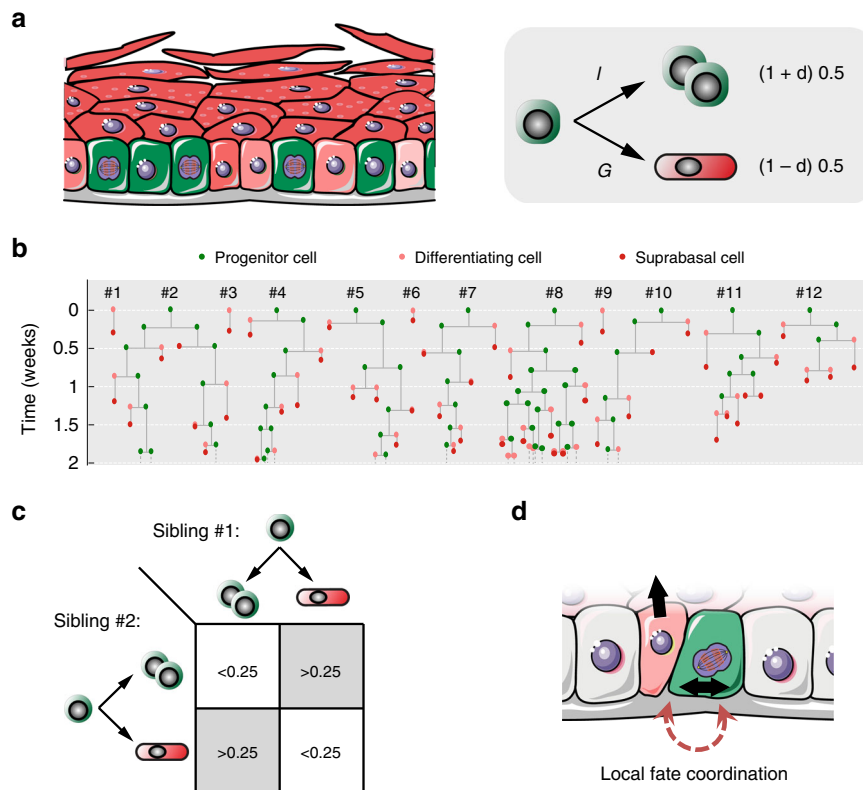 a
I
(1 + d) 0.5
G
(1 − d) 0.5
b
Progenitor cell
Differentiating cell
Suprabasal cell
#1 #2 #3 #4 #5 #6 #7 #8 #9 #10 #11 #12
Time (weeks)
0
0.5
1
1.5
2
c
Sibling #1:
Sibling #2:
<0.25
>0.25
>0.25
<0.25
d
Local fate coordination